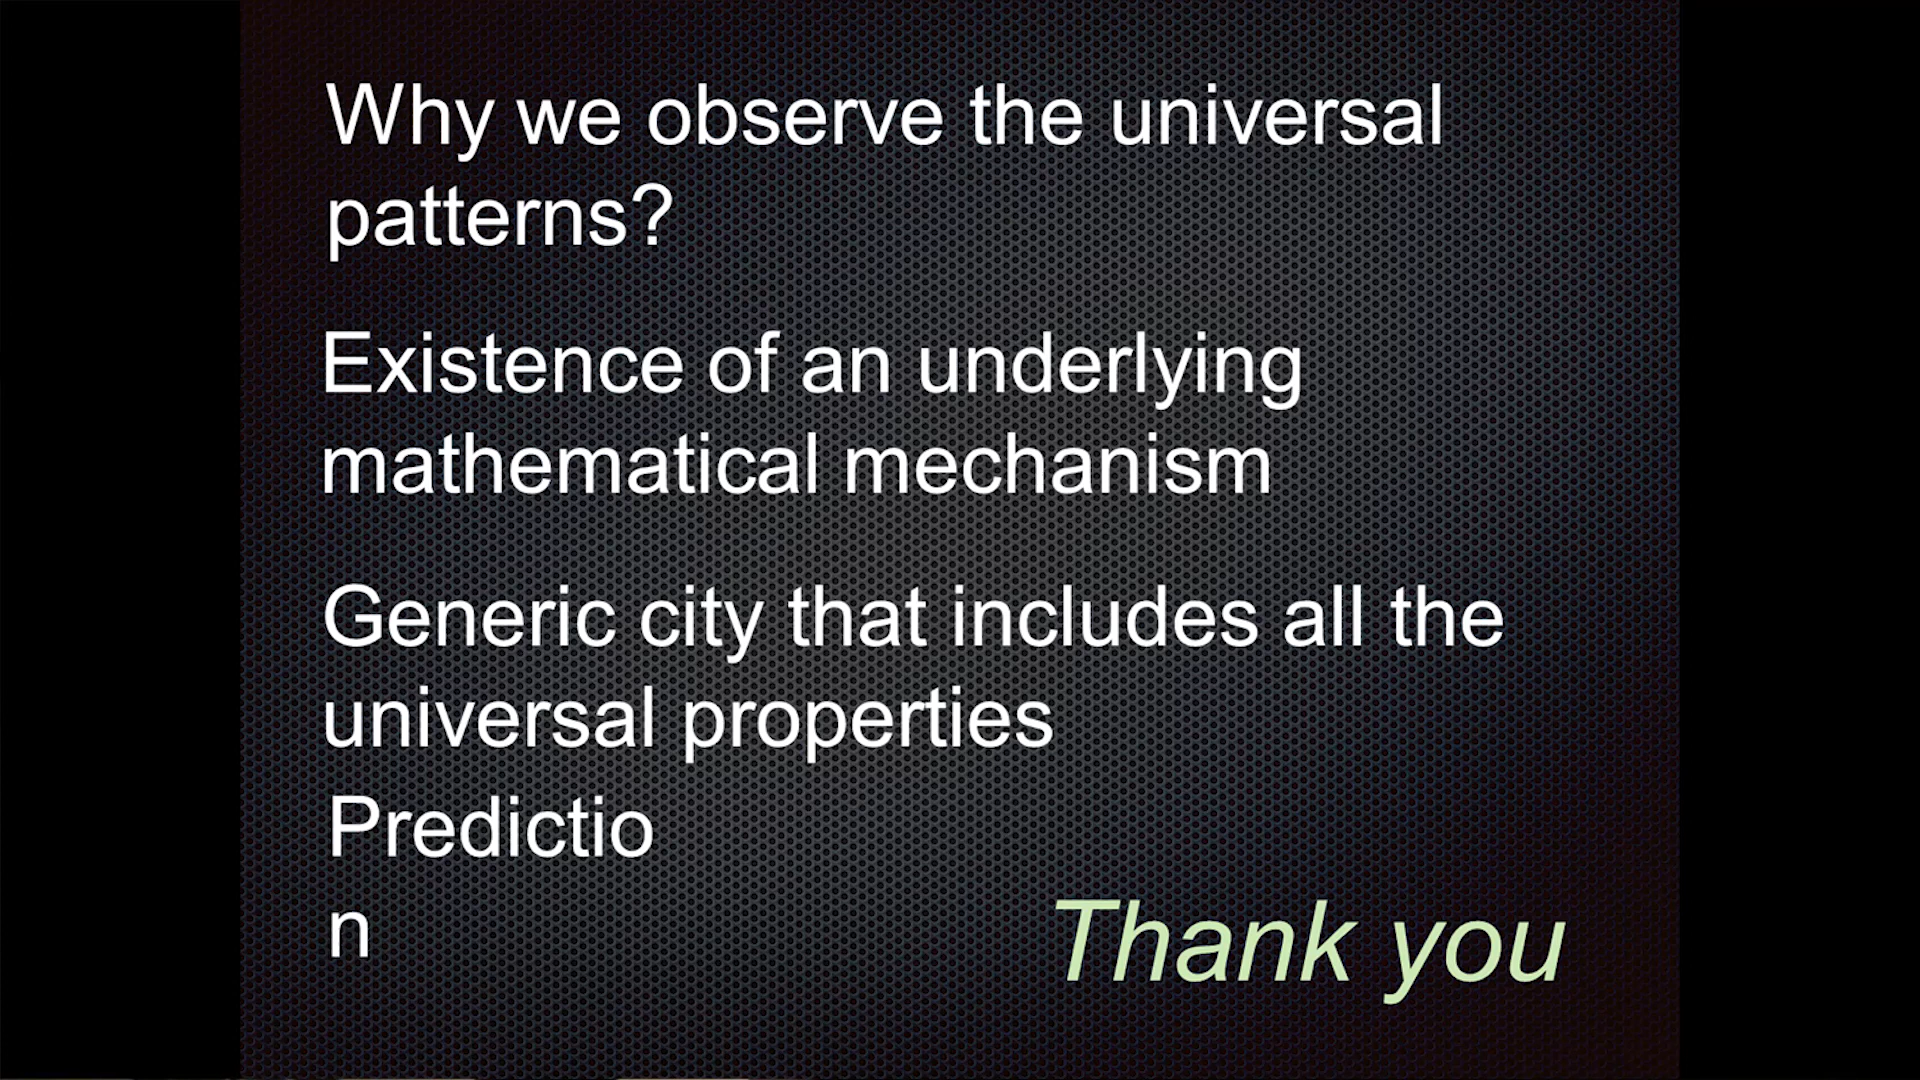 Why we observe the universal
patterns?
Existence of an underlying
mathematical mechanism
Generic city that includes all the
universal properties
Predictio
n
Thank you